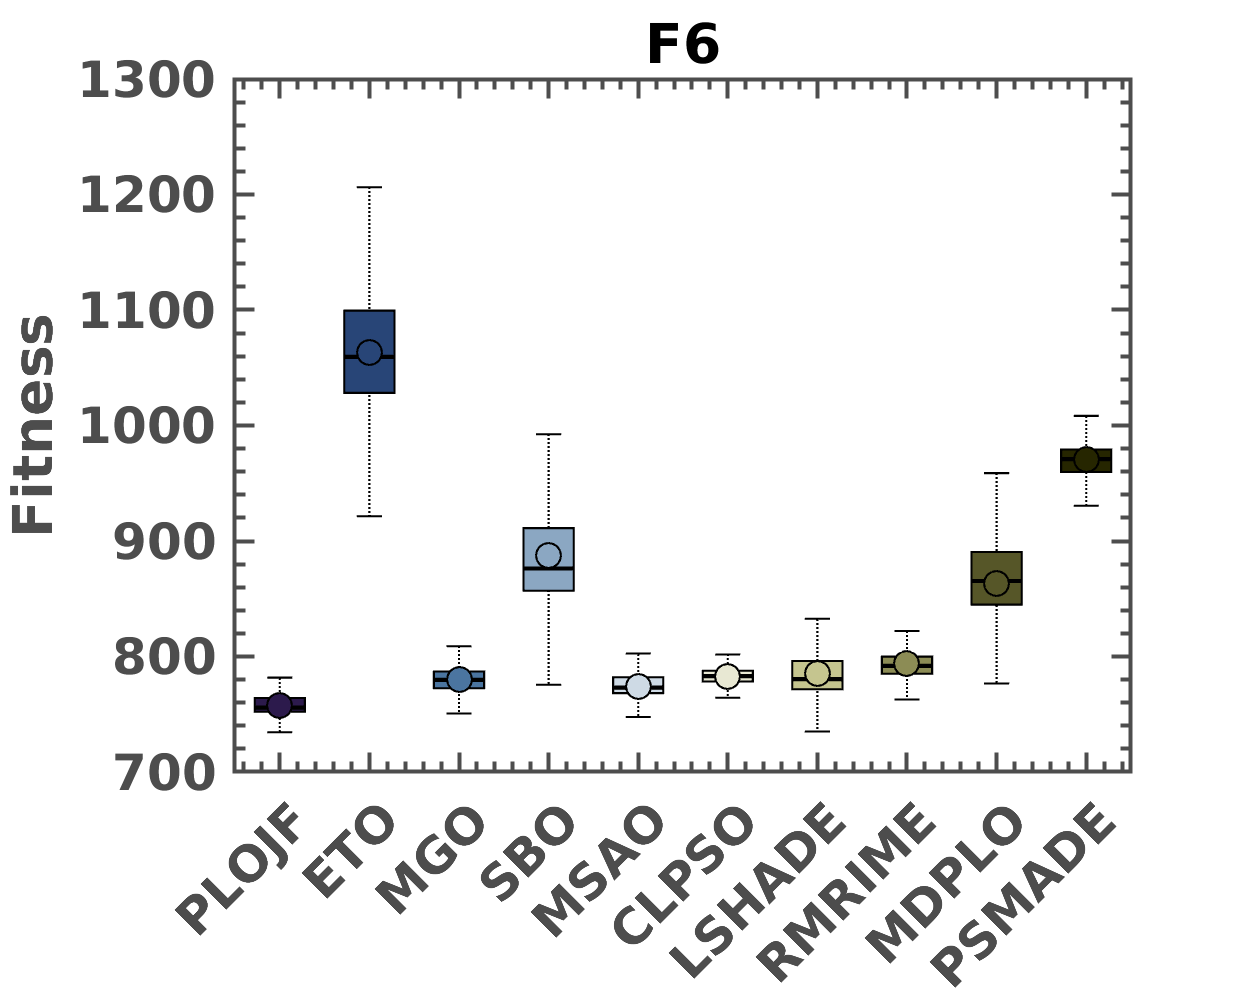 F6
1300
1200
1100
1000
900
800
700
Fitness
PLOJF
ETO
MGO
SBO
MSAO
CLPSO
LSHADE
RMRIME
MDPLO
PSMADE